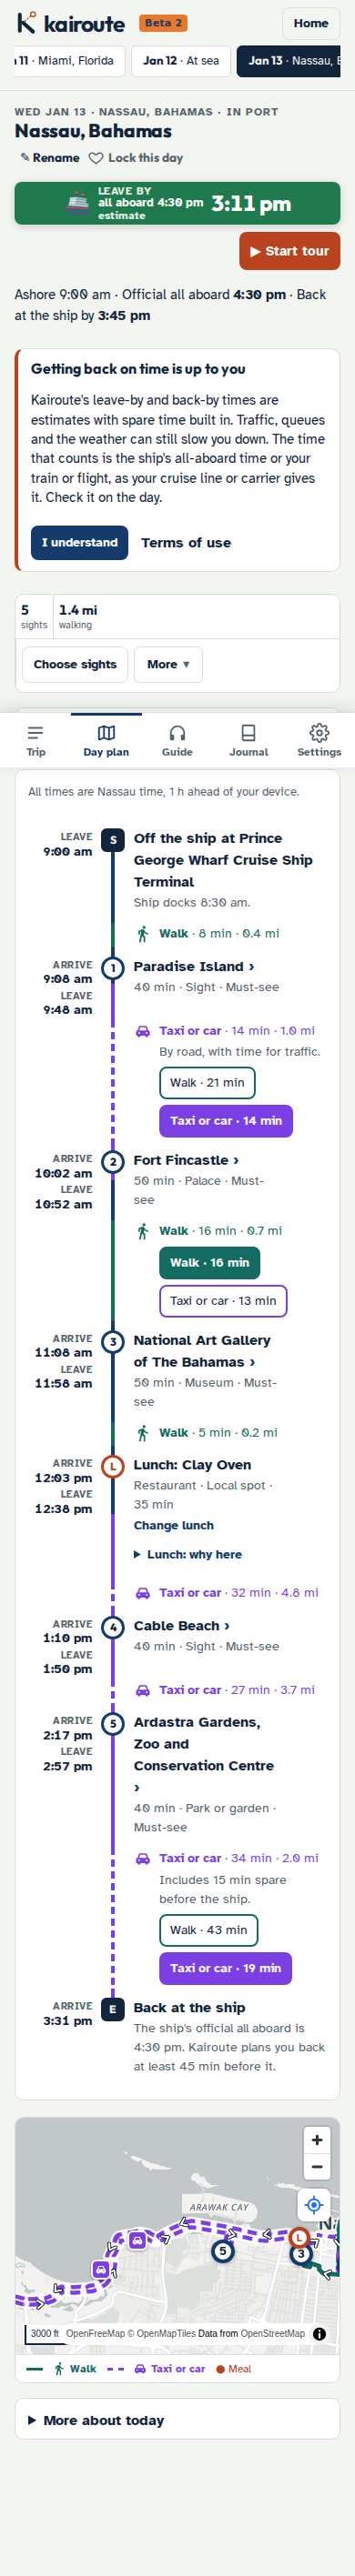 kairoute Beta 2 Home
11 · Miami, Florida Jan 12 · At sea Jan 13 · Nassau,
WED JAN 13 · NASSAU, BAHAMAS · IN PORT
Nassau, Bahamas
✎ Rename Lock this day
LEAVE BY
all aboard 4:30 pm
estimate
3:11 pm
▶ Start tour
Ashore 9:00 am · Official all aboard 4:30 pm · Back
at the ship by 3:45 pm
Getting back on time is up to you
Kairoute's leave-by and back-by times are
estimates with spare time built in. Traffic, queues
and the weather can still slow you down. The time
that counts is the ship's all-aboard time or your
train or flight, as your cruise line or carrier gives
it. Check it on the day.
I understand Terms of use
5 1.4 mi
sights walking
Choose sights More ▾
Trip Day plan Guide Journal Settings
All times are Nassau time, 1 h ahead of your device.
LEAVE
9:00 am
S
Off the ship at Prince
George Wharf Cruise Ship
Terminal
Ship docks 8:30 am.
Walk · 8 min · 0.4 mi
ARRIVE
9:08 am
LEAVE
9:48 am
1
Paradise Island ›
40 min · Sight · Must-see
Taxi or car · 14 min · 1.0 mi
By road, with time for traffic.
Walk · 21 min
Taxi or car · 14 min
ARRIVE
10:02 am
LEAVE
10:52 am
2
Fort Fincastle ›
50 min · Palace · Must-
see
Walk · 16 min · 0.7 mi
Walk · 16 min
Taxi or car · 13 min
ARRIVE
11:08 am
LEAVE
11:58 am
3
National Art Gallery
of The Bahamas ›
50 min · Museum · Must-
see
Walk · 5 min · 0.2 mi
ARRIVE
12:03 pm
LEAVE
12:38 pm
L
Lunch: Clay Oven
Restaurant · Local spot ·
35 min
Change lunch
▶ Lunch: why here
Taxi or car · 32 min · 4.8 mi
ARRIVE
1:10 pm
LEAVE
1:50 pm
4
Cable Beach ›
40 min · Sight · Must-see
Taxi or car · 27 min · 3.7 mi
ARRIVE
2:17 pm
LEAVE
2:57 pm
5
Ardastra Gardens,
Zoo and
Conservation Centre
›
40 min · Park or garden ·
Must-see
Taxi or car · 34 min · 2.0 mi
Includes 15 min spare
before the ship.
Walk · 43 min
Taxi or car · 19 min
ARRIVE
3:31 pm
E
Back at the ship
The ship's official all aboard is
4:30 pm. Kairoute plans you back
at least 45 min before it.
+
−
ARAWAK CAY
L
5
3
3000 ft OpenFreeMap © OpenMapTiles Data from OpenStreetMap
Walk Taxi or car Meal
▶ More about today